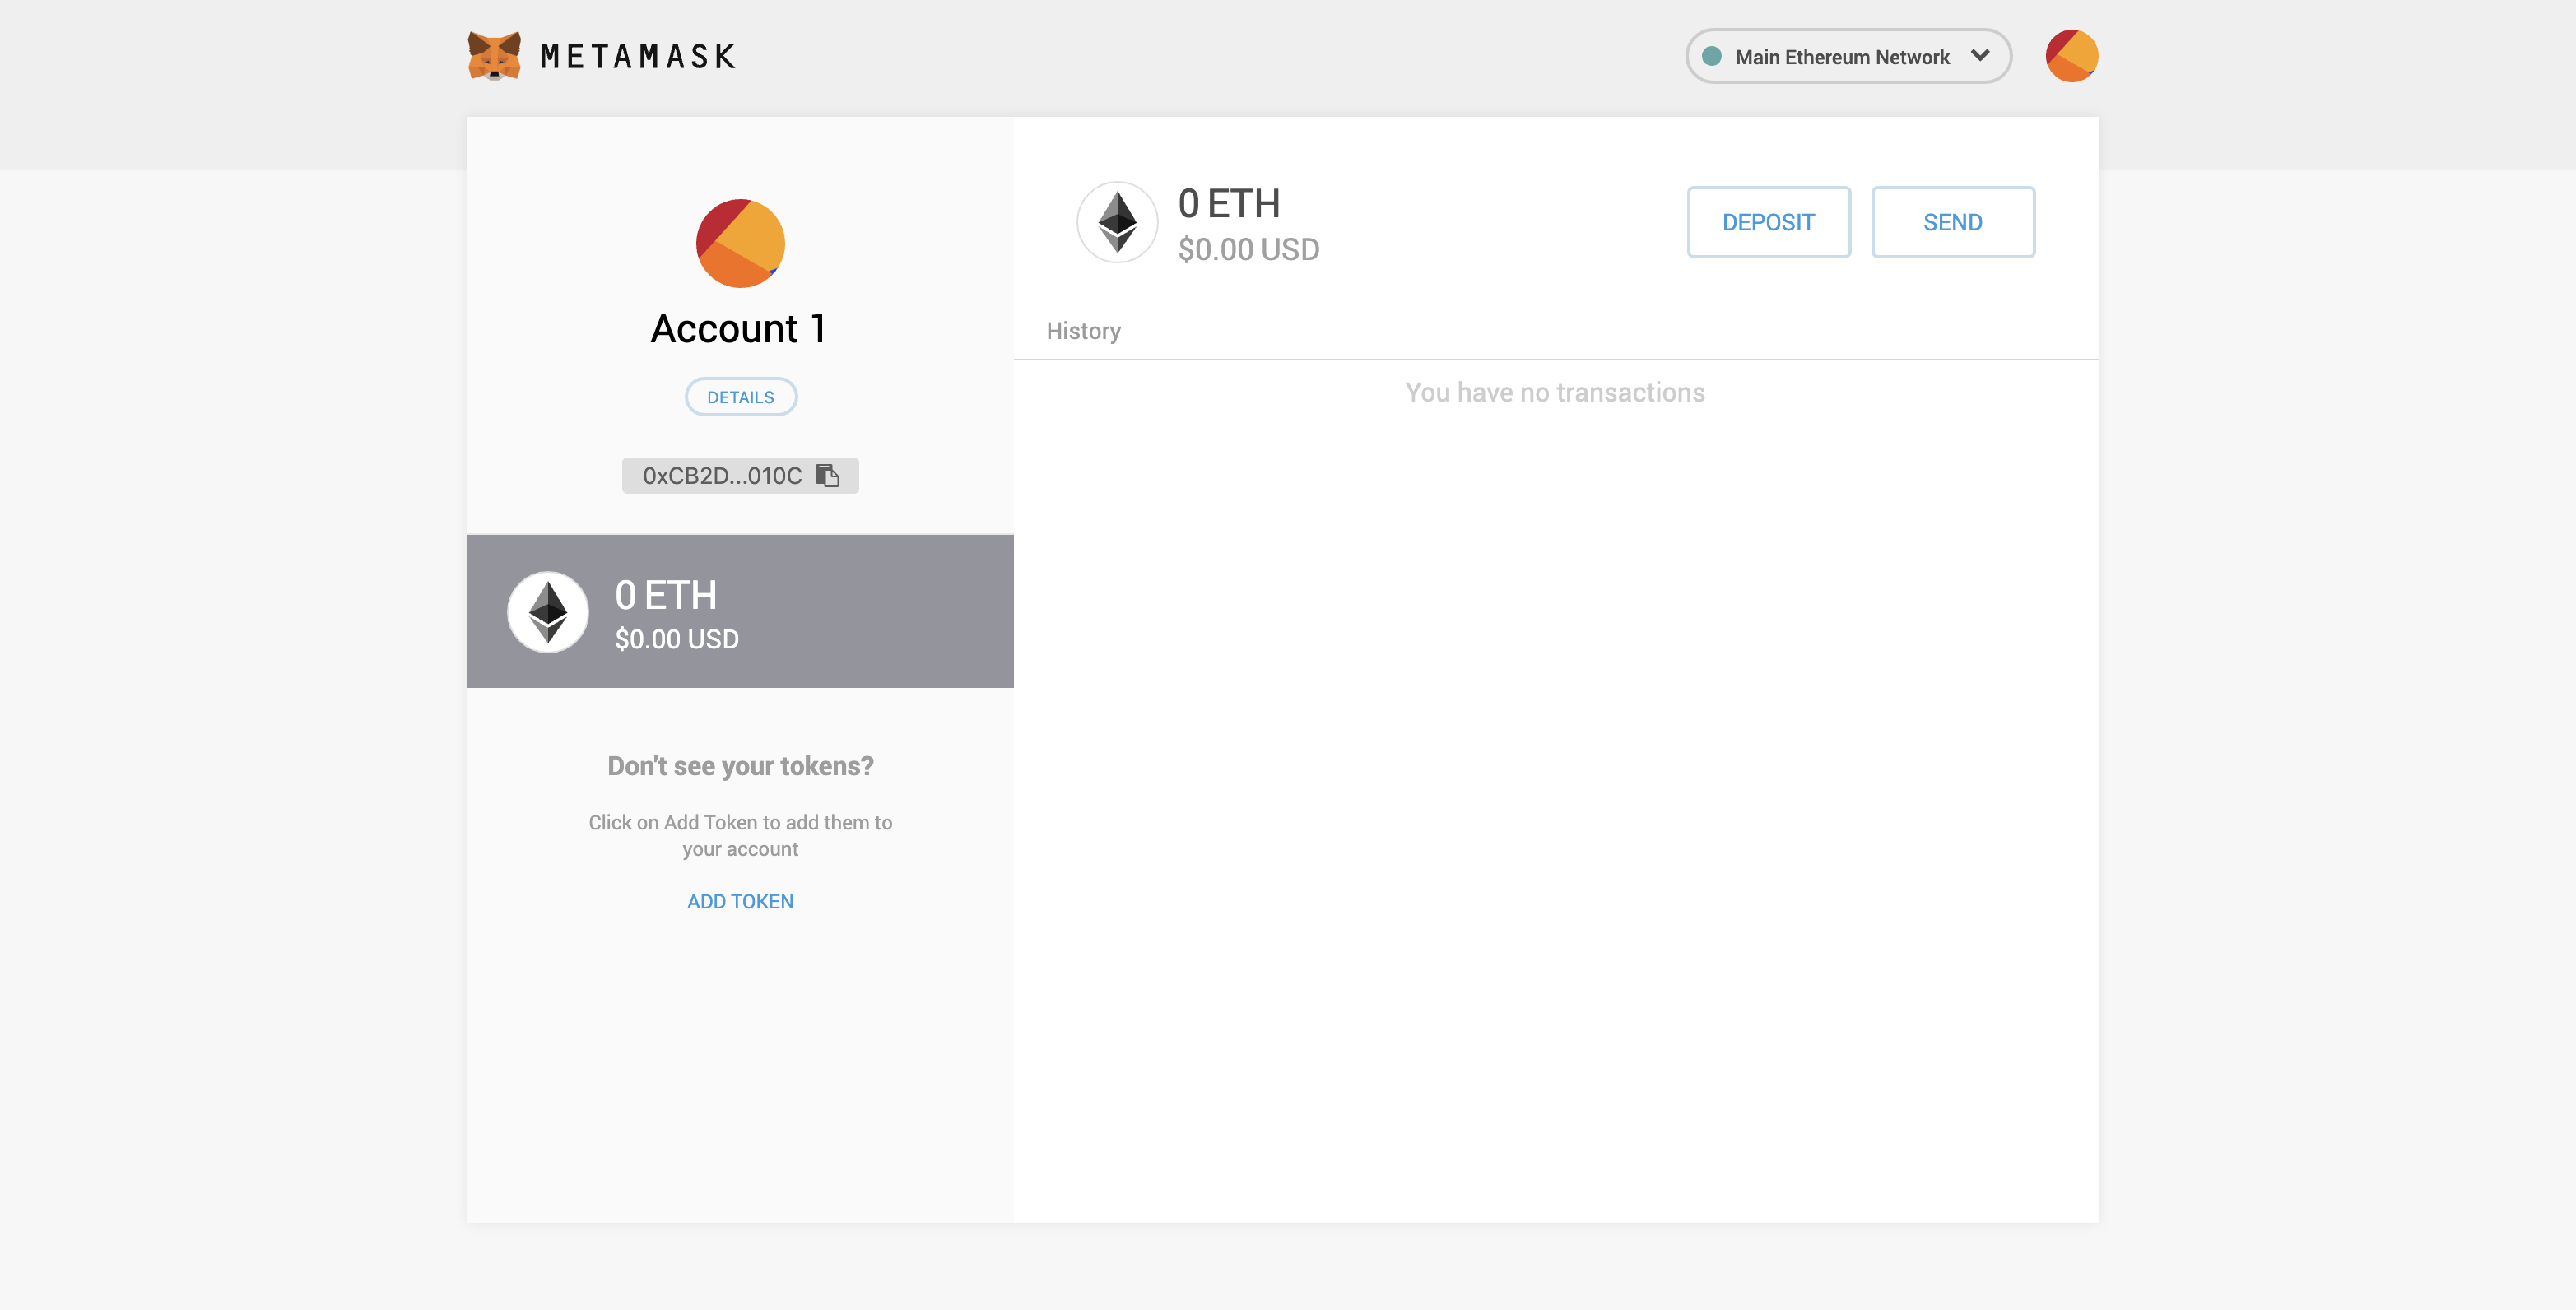 METAMASK
Main Ethereum Network
Account 1
DETAILS
0xCB2D...010C
0 ETH
$0.00 USD
Don't see your tokens?
Click on Add Token to add them to
your account
ADD TOKEN
0 ETH
$0.00 USD
DEPOSIT
SEND
History
You have no transactions